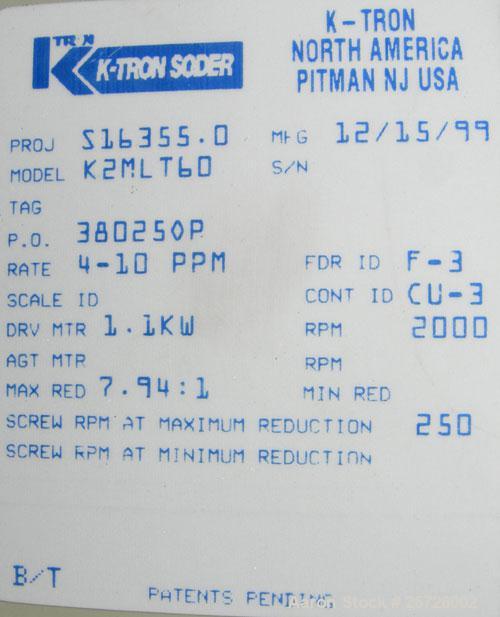 K-TRON
K-TRON SODER
K-TRON
NORTH AMERICA
PITMAN NJ USA
PROJ S16355.0 MFG 12/15/99
MODEL K2MLT60 S/N
TAG
P.O. 380250P
RATE 4-10 PPM FDR ID F-3
SCALE ID CONT ID CU-3
DRV MTR 1.1KW RPM 2000
AGT MTR RPM
MAX RED 7.94:1 MIN RED
SCREW RPM AT MAXIMUM REDUCTION 250
SCREW RPM AT MINIMUM REDUCTION
B/T
PATENTS PENDING
Aaron Stock # 26726002